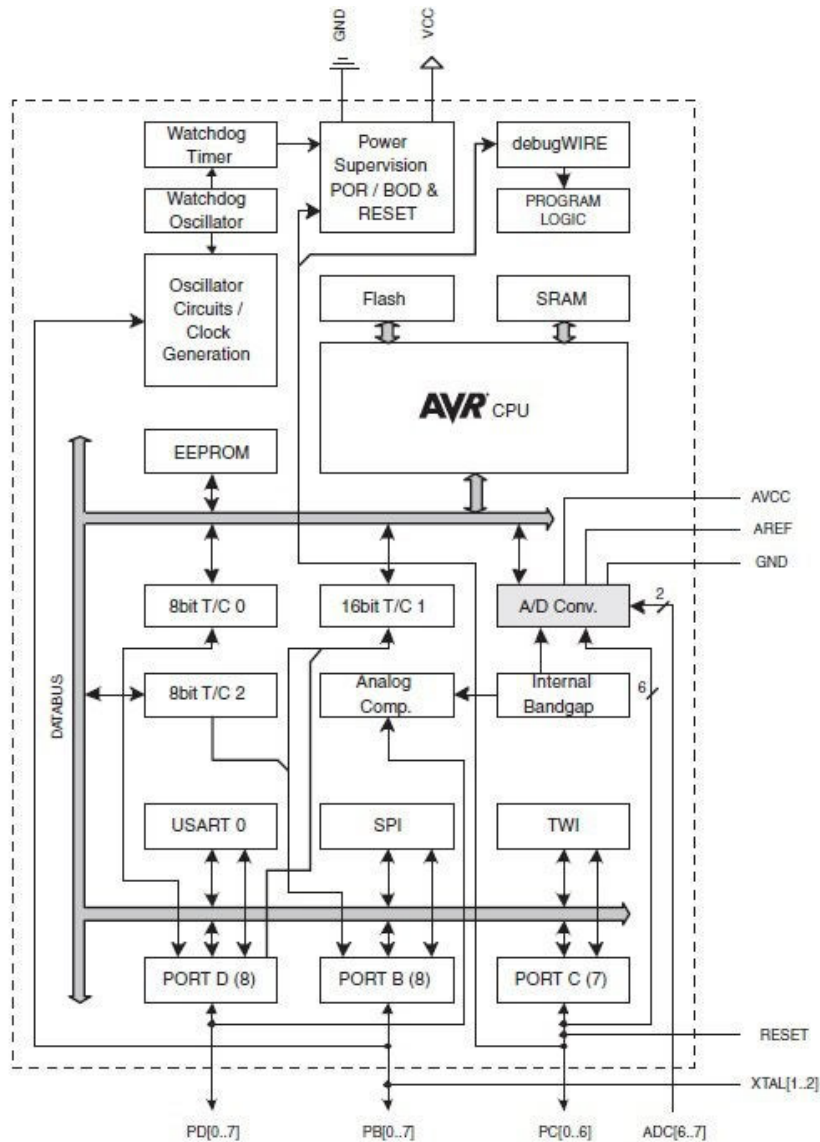 GND
VCC
Watchdog
Timer
Power
Supervision
POR / BOD &
RESET
debugWIRE
Watchdog
Oscillator
PROGRAM
LOGIC
Oscillator
Circuits /
Clock
Generation
Flash
SRAM
AVR CPU
EEPROM
AVCC
AREF
GND
8bit T/C 0
16bit T/C 1
A/D Conv.
2
DATABUS
8bit T/C 2
Analog
Comp.
Internal
Bandgap
6
USART 0
SPI
TWI
PORT D (8)
PORT B (8)
PORT C (7)
RESET
XTAL[1..2]
PD[0..7]
PB[0..7]
PC[0..6]
ADC[6..7]